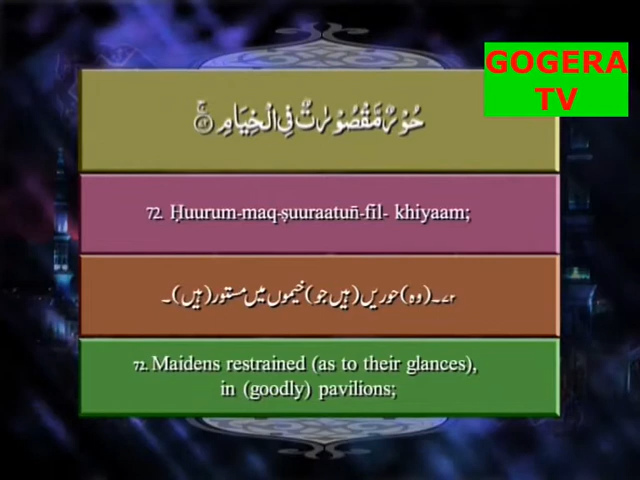 GOGERA
TV
حُوْرٌ مَّقْصُوْرٰتٌ فِی الْخِیَامِ ۟ۚ
72. Ḥuurum-maq-ṣuuraatuñ-fil- khiyaam;
۷۲۔(وہ) حوریں (ہیں جو) خیموں میں مستور (ہیں)۔
72. Maidens restrained (as to their glances),
in (goodly) pavilions;